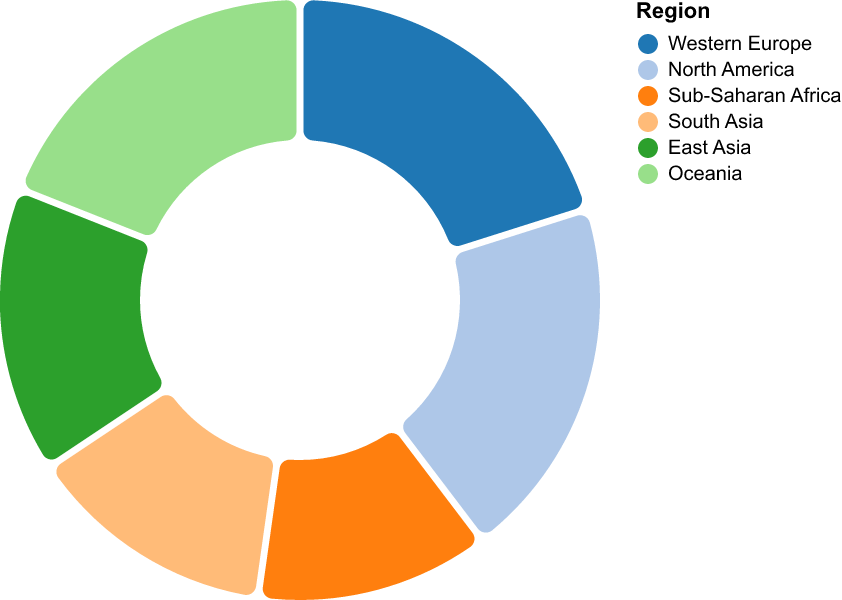 Region
Western Europe
North America
Sub-Saharan Africa
South Asia
East Asia
Oceania